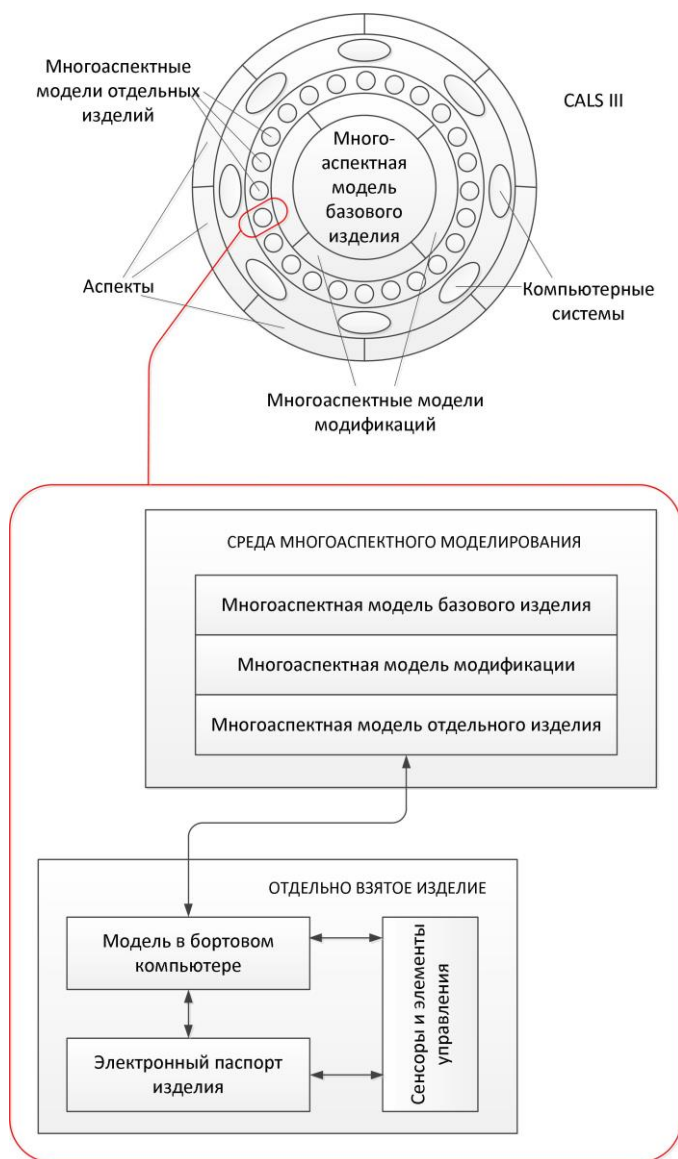 Многоаспектные
модели отдельных
изделий
CALS III
Много-
аспектная
модель
базового
изделия
Аспекты
Компьютерные
системы
Многоаспектные модели
модификаций
СРЕДА МНОГОАСПЕКТНОГО МОДЕЛИРОВАНИЯ
Многоаспектная модель базового изделия
Многоаспектная модель модификации
Многоаспектная модель отдельного изделия
ОТДЕЛЬНО ВЗЯТОЕ ИЗДЕЛИЕ
Модель в бортовом
компьютере
Электронный паспорт
изделия
Сенсоры и элементы
управления